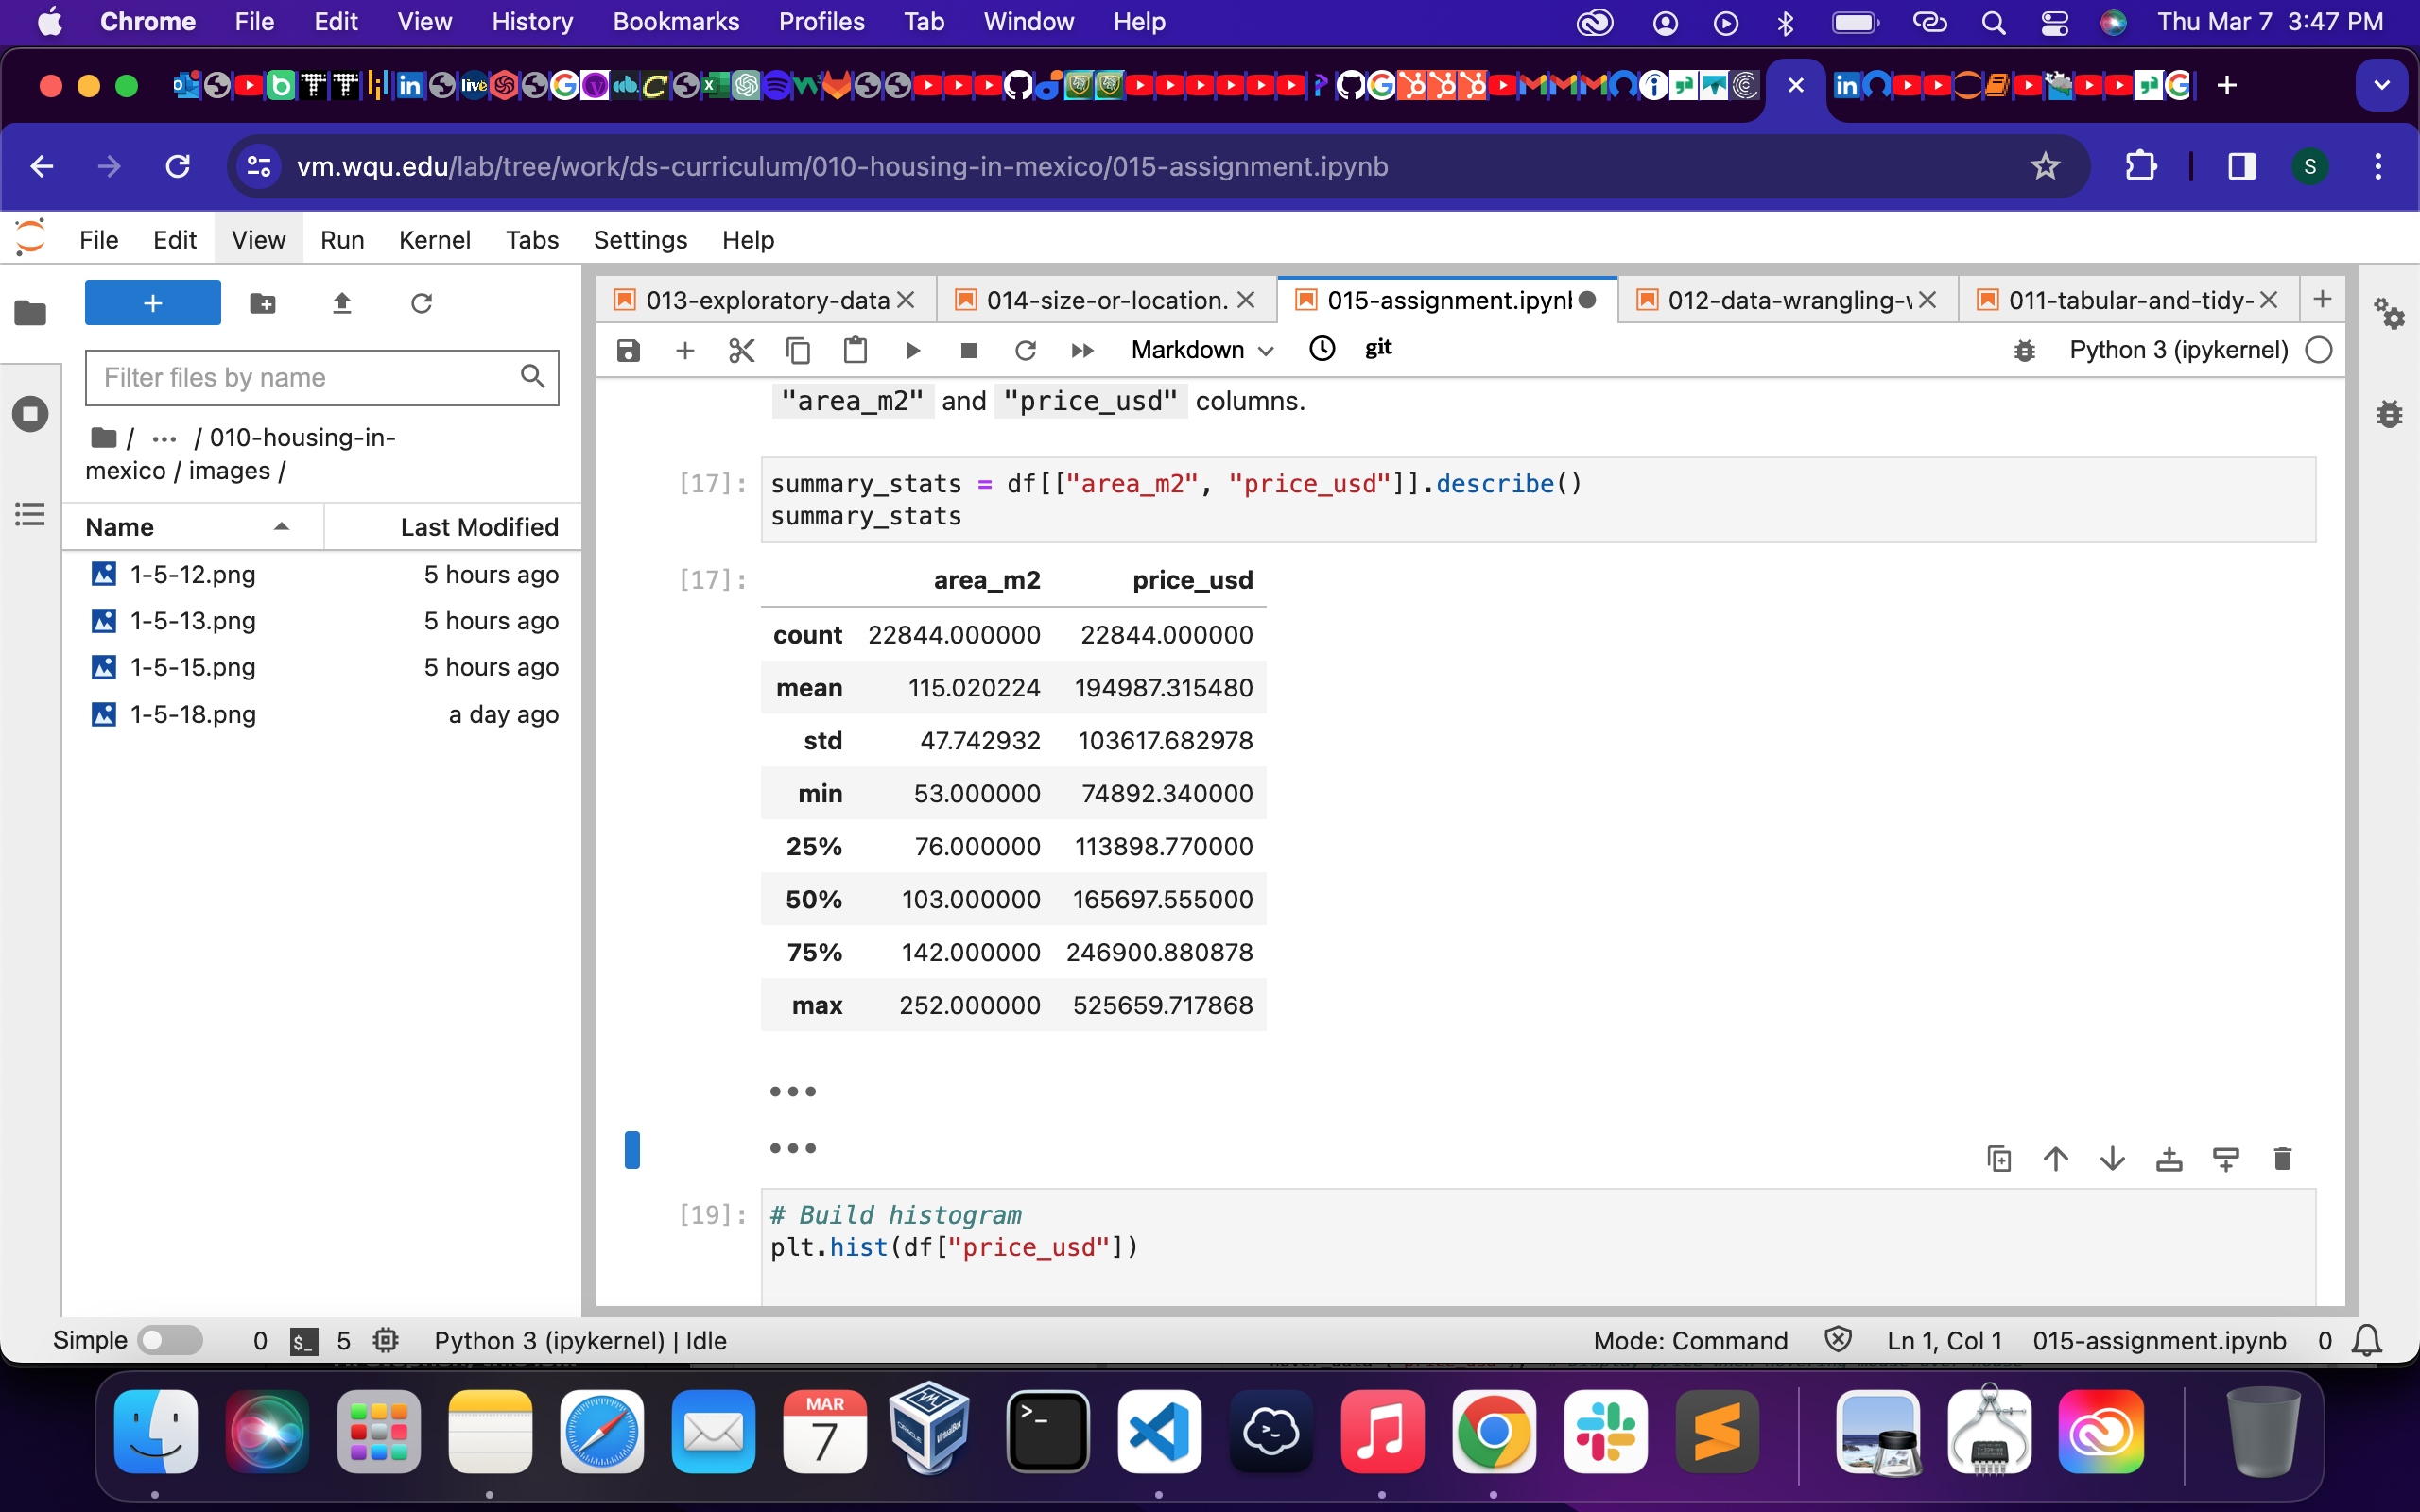 Chrome File Edit View History Bookmarks Profiles Tab Window Help Thu Mar 7 3:47 PM
vm.wqu.edu/lab/tree/work/ds-curriculum/010-housing-in-mexico/015-assignment.ipynb S
File Edit View Run Kernel Tabs Settings Help
013-exploratory-data 014-size-or-location. 015-assignment.ipynb 012-data-wrangling- 011-tabular-and-tidy-
Markdown git Python 3 (ipykernel)
Filter files by name
/ ... / 010-housing-in-
mexico / images /
Name Last Modified
1-5-12.png 5 hours ago
1-5-13.png 5 hours ago
1-5-15.png 5 hours ago
1-5-18.png a day ago
"area_m2" and "price_usd" columns.
[17]: summary_stats = df[["area_m2", "price_usd"]].describe()
summary_stats
[17]: area_m2 price_usd
count 22844.000000 22844.000000
mean 115.020224 194987.315480
std 47.742932 103617.682978
min 53.000000 74892.340000
25% 76.000000 113898.770000
50% 103.000000 165697.555000
75% 142.000000 246900.880878
max 252.000000 525659.717868
[19]: # Build histogram
plt.hist(df["price_usd"])
Simple 0 $_ 5 Python 3 (ipykernel) | Idle Mode: Command Ln 1, Col 1 015-assignment.ipynb 0
MAR
7